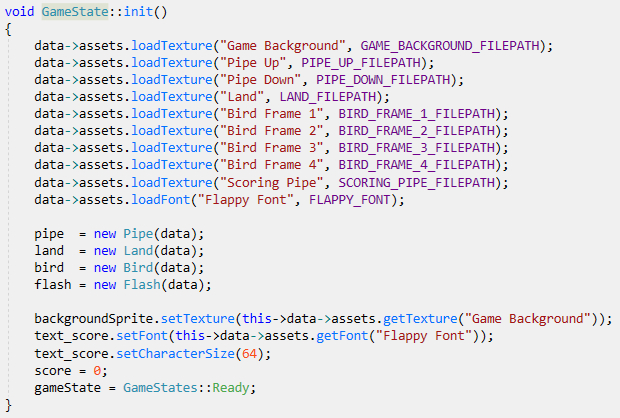 void GameState::init()
{
    data->assets.loadTexture("Game Background", GAME_BACKGROUND_FILEPATH);
    data->assets.loadTexture("Pipe Up", PIPE_UP_FILEPATH);
    data->assets.loadTexture("Pipe Down", PIPE_DOWN_FILEPATH);
    data->assets.loadTexture("Land", LAND_FILEPATH);
    data->assets.loadTexture("Bird Frame 1", BIRD_FRAME_1_FILEPATH);
    data->assets.loadTexture("Bird Frame 2", BIRD_FRAME_2_FILEPATH);
    data->assets.loadTexture("Bird Frame 3", BIRD_FRAME_3_FILEPATH);
    data->assets.loadTexture("Bird Frame 4", BIRD_FRAME_4_FILEPATH);
    data->assets.loadTexture("Scoring Pipe", SCORING_PIPE_FILEPATH);
    data->assets.loadFont("Flappy Font", FLAPPY_FONT);

    pipe  = new Pipe(data);
    land  = new Land(data);
    bird  = new Bird(data);
    flash = new Flash(data);

    backgroundSprite.setTexture(this->data->assets.getTexture("Game Background"));
    text_score.setFont(this->data->assets.getFont("Flappy Font"));
    text_score.setCharacterSize(64);
    score = 0;
    gameState = GameStates::Ready;
}